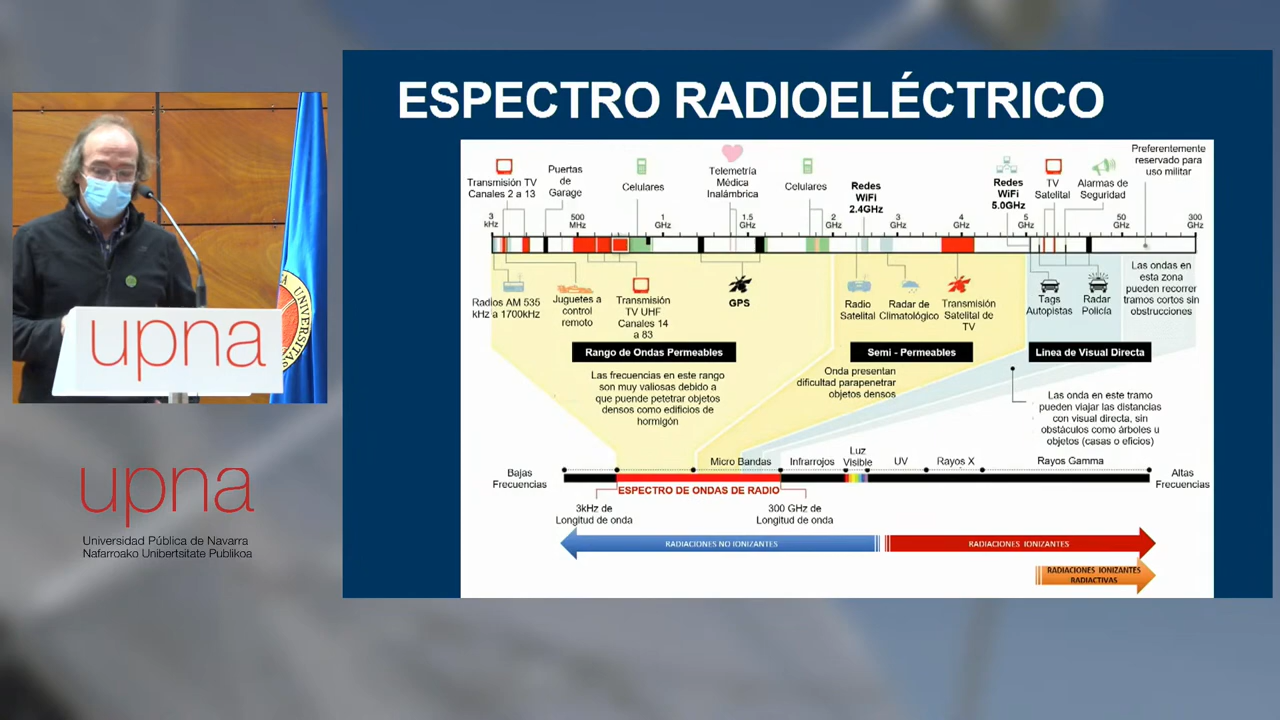 ESPECTRO RADIOELÉCTRICO
Transmisión TV
Canales 2 a 13
Puertas
de
Garage
Celulares
Telemetría
Médica
Inalámbrica
Celulares
Redes
WiFi
2.4GHz
Redes
WiFi
5.0GHz
TV
Satelital
Alarmas de
Seguridad
Preferentemente
reservado para
uso militar
3
kHz
500
MHz
1
GHz
1.5
GHz
2
GHz
3
GHz
4
GHz
5
GHz
50
GHz
300
GHz
Radios AM 535
kHz a 1700kHz
Juguetes a
control
remoto
Transmisión
TV UHF
Canales 14
a 83
GPS
Radio
Satelital
Radar de
Climatológico
Transmisión
Satelital de
TV
Tags
Autopistas
Radar
Policía
Las ondas en
esta zona
pueden recorrer
tramos cortos sin
obstrucciones
Rango de Ondas Permeables
Semi - Permeables
Linea de Visual Directa
Las frecuencias en este rango
son muy valiosas debido a
que puende petetrar objetos
densos como edificios de
hormigón
Onda presentan
dificultad parapenetrar
objetos densos
Las onda en este tramo
pueden viajar las distancias
con visual directa, sin
obstáculos como árboles u
objetos (casas o eficios)
Bajas
Frecuencias
Micro Bandas
Infrarrojos
Luz
Visible
UV
Rayos X
Rayos Gamma
Altas
Frecuencias
ESPECTRO DE ONDAS DE RADIO
3kHz de
Longitud de onda
300 GHz de
Longitud de onda
RADIACIONES NO IONIZANTES
RADIACIONES IONIZANTES
RADIACIONES IONIZANTES
RADIACTIVAS
upna
upna
Universidad Pública de Navarra
Nafarroako Unibertsitate Publikoa